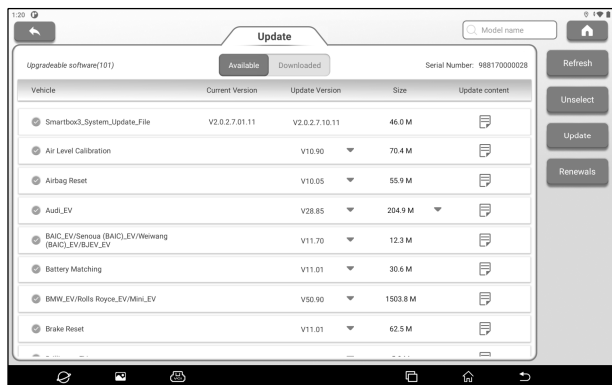 1:20
Update
Model name
Upgradeable software(101)
Available
Downloaded
Serial Number: 988170000028
Refresh
Vehicle
Current Version
Update Version
Size
Update content
Unselect
Smartbox3_System_Update_File
V2.0.2.7.01.11
V2.0.2.7.10.11
46.0 M
Update
Air Level Calibration
V10.90
70.4 M
Airbag Reset
V10.05
55.9 M
Renewals
Audi_EV
V28.85
204.9 M
BAIC_EV/Senoua (BAIC)_EV/Weiwang
(BAIC)_EV/BJEV_EV
V11.70
12.3 M
Battery Matching
V11.01
30.6 M
BMW_EV/Rolls Royce_EV/Mini_EV
V50.90
1503.8 M
Brake Reset
V11.01
62.5 M